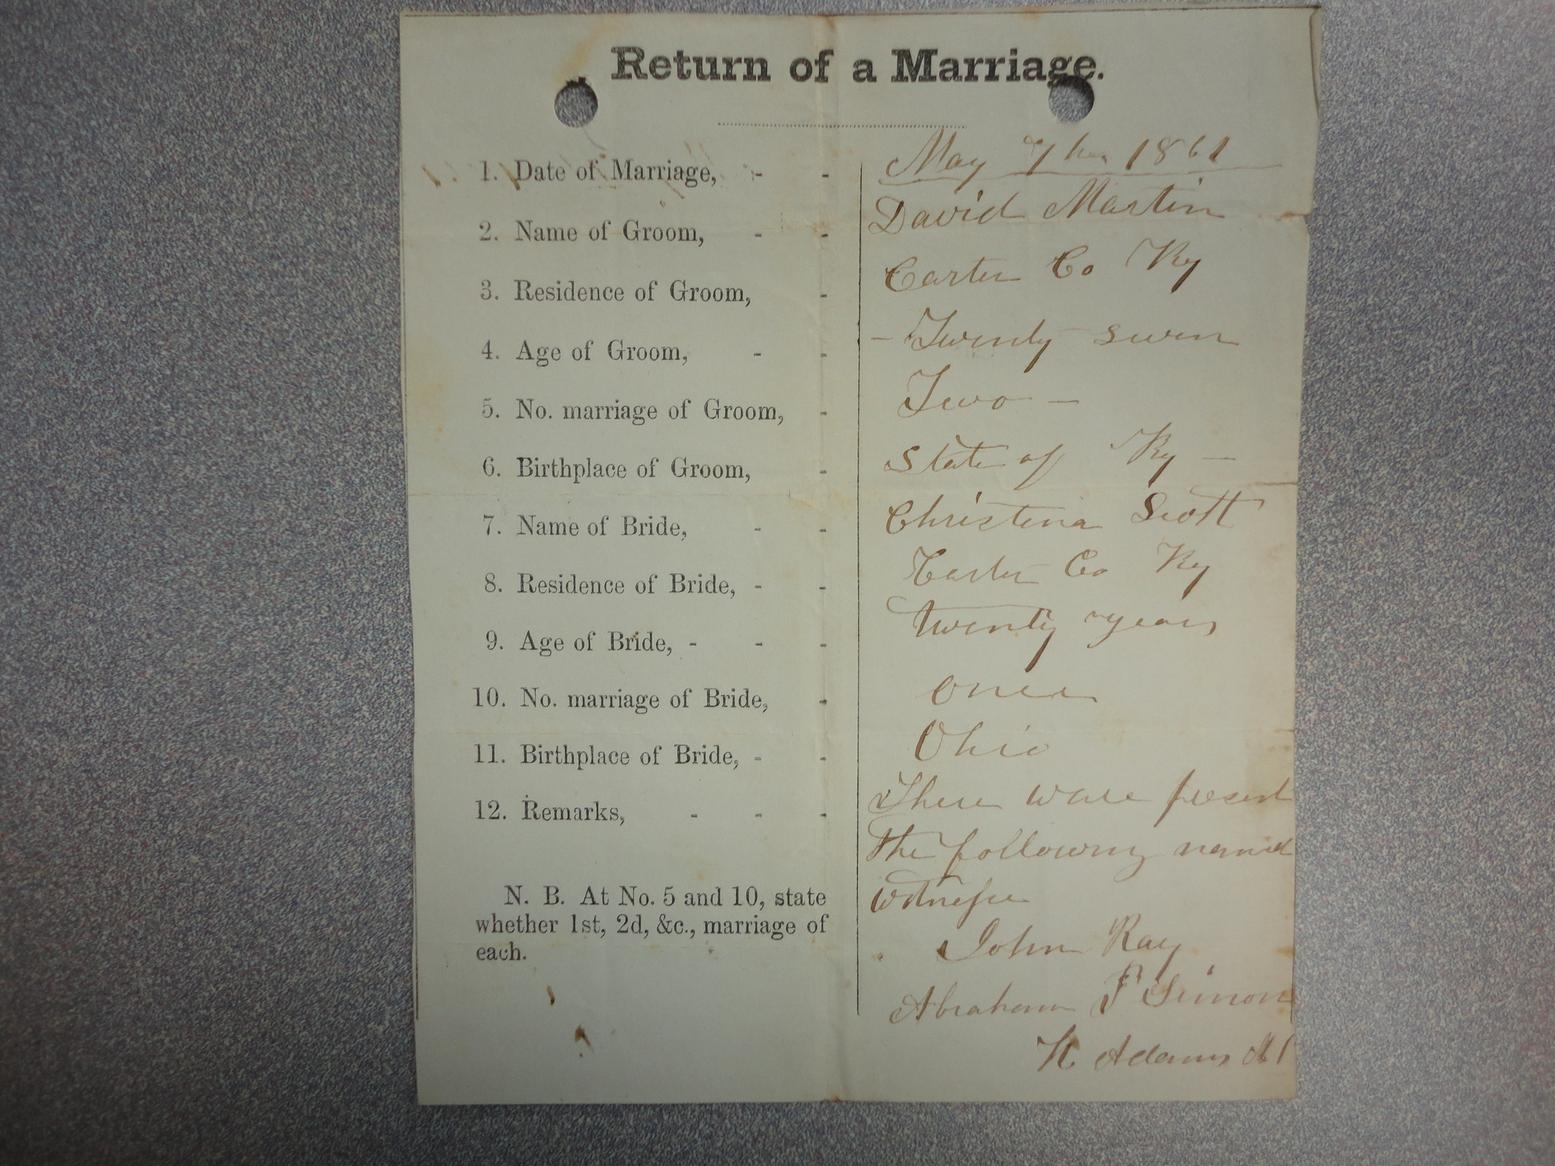 Return of a Marriage.
1. Date of Marriage, - - May 7th 1861
2. Name of Groom, - - David Martin
3. Residence of Groom, - Carter Co Ky
4. Age of Groom, - - - Twenty seven
5. No. marriage of Groom, - Two -
6. Birthplace of Groom, - State of Ky -
7. Name of Bride, - - Christena Scott
8. Residence of Bride, - - Carter Co Ky
9. Age of Bride, - - - twenty years
10. No. marriage of Bride, - once
11. Birthplace of Bride, - - Ohio
12. Remarks, - - - There ware present
the following named
witnesse
N. B. At No. 5 and 10, state
whether 1st, 2d, &c., marriage of
each.
John Ray
Abraham Simon
Adams